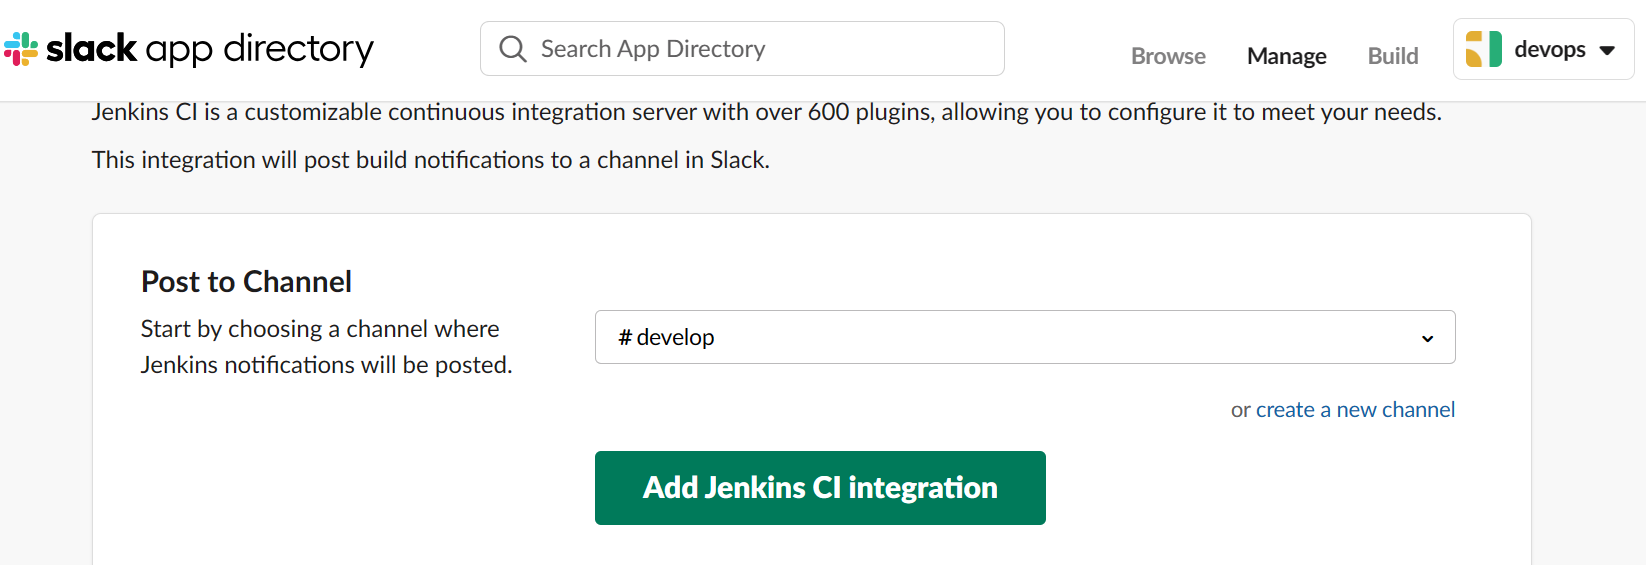 slack app directory
Search App Directory
Browse
Manage
Build
devops
Jenkins CI is a customizable continuous integration server with over 600 plugins, allowing you to configure it to meet your needs.
This integration will post build notifications to a channel in Slack.
Post to Channel
Start by choosing a channel where
Jenkins notifications will be posted.
# develop
or create a new channel
Add Jenkins CI integration